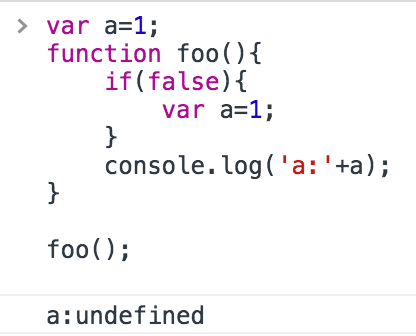 > var a=1;
function foo(){
    if(false){
        var a=1;
    }
    console.log('a:'+a);
}

foo();

a:undefined